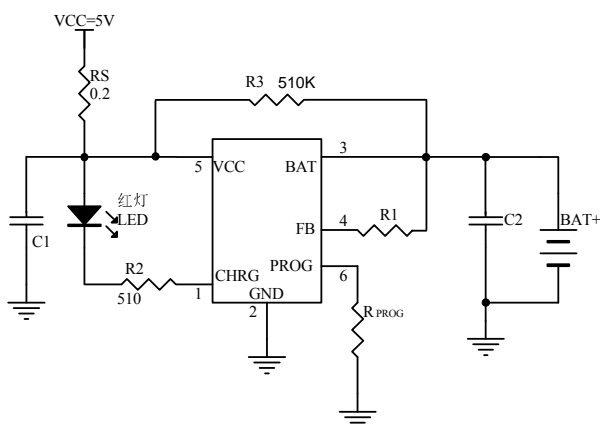 VCC=5V
RS
0.2
R3 510K
5
VCC
BAT
3
红灯
LED
C1
FB
4
R1
C2
BAT+
R2
510
CHRG
1
PROG
6
GND
2
R PROG